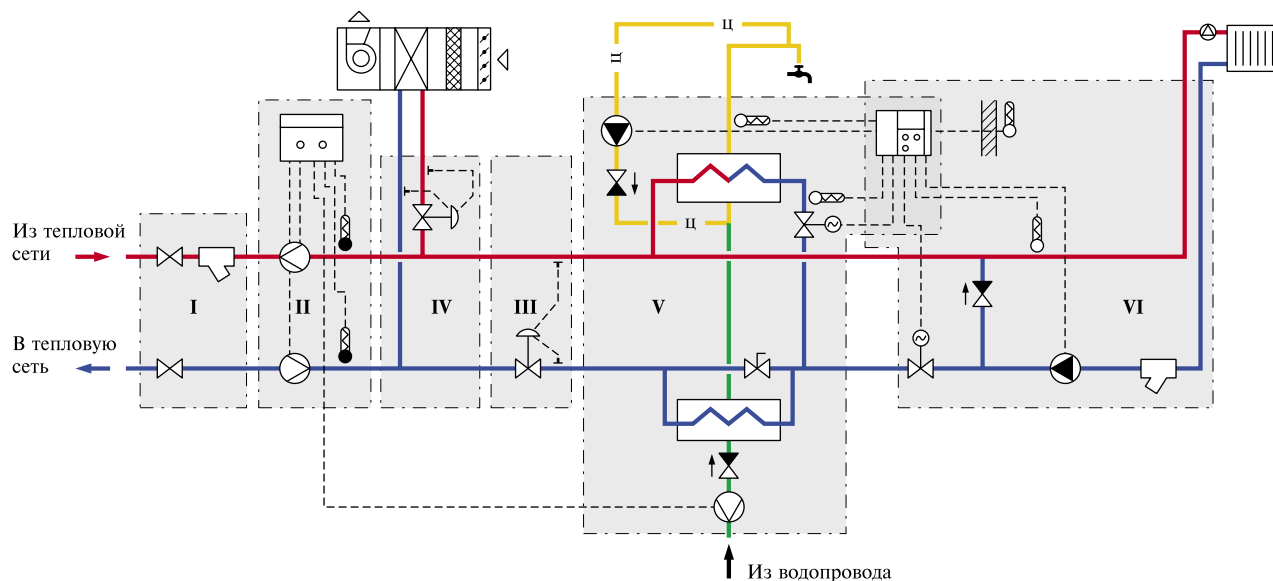 Ц
Ц
Из тепловой
сети
Ц
I
II
IV
III
V
VI
В тепловую
сеть
Из водопровода